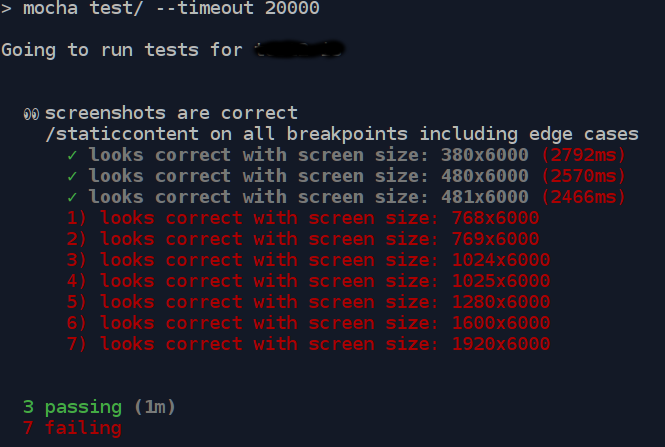 > mocha test/ --timeout 20000
Going to run tests for
👀 screenshots are correct
/staticcontent on all breakpoints including edge cases
✓ looks correct with screen size: 380x6000 (2792ms)
✓ looks correct with screen size: 480x6000 (2570ms)
✓ looks correct with screen size: 481x6000 (2466ms)
1) looks correct with screen size: 768x6000
2) looks correct with screen size: 769x6000
3) looks correct with screen size: 1024x6000
4) looks correct with screen size: 1025x6000
5) looks correct with screen size: 1280x6000
6) looks correct with screen size: 1600x6000
7) looks correct with screen size: 1920x6000
3 passing (1m)
7 failing